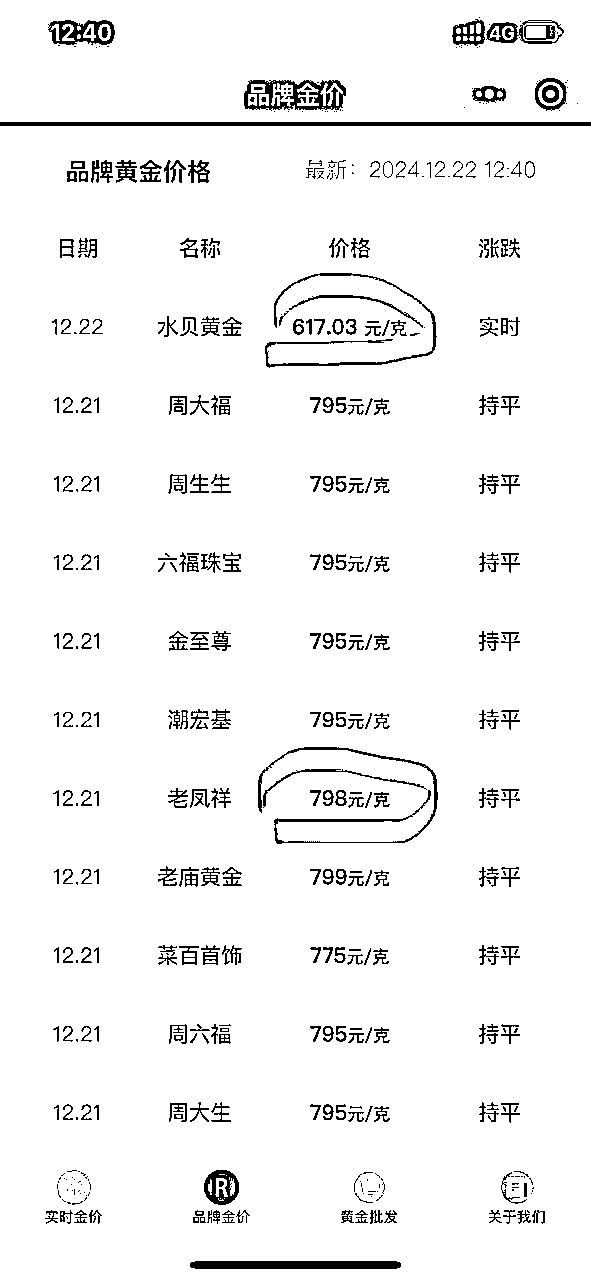 12:40 4G
品牌金价
品牌黄金价格 最新：2024.12.22 12:40
日期 名称 价格 涨跌
12.22 水贝黄金 617.03 元/克 实时
12.21 周大福 795元/克 持平
12.21 周生生 795元/克 持平
12.21 六福珠宝 795元/克 持平
12.21 金至尊 795元/克 持平
12.21 潮宏基 795元/克 持平
12.21 老凤祥 798元/克 持平
12.21 老庙黄金 799元/克 持平
12.21 菜百首饰 775元/克 持平
12.21 周六福 795元/克 持平
12.21 周大生 795元/克 持平
R
实时金价 品牌金价 黄金批发 关于我们